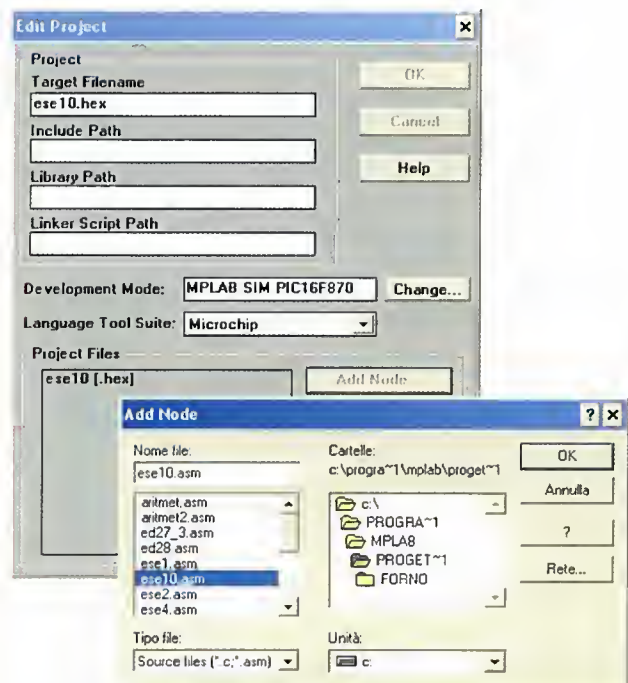 Edit Project
Project
Target Filename
ese10.hex
Include Path
Library Path
Linker Script Path
OK
Cancel
Help
Development Mode: MPLAB SIM PIC16F870 Change...
Language Tool Suite: Microchip
Project Files
ese10 [.hex]
Add Node
Add Node
Nome file:
ese10.asm
aritmet.asm
aritmet2.asm
ed27_3.asm
ed28.asm
ese1.asm
ese10.asm
ese2.asm
ese4.asm
Tipo file:
Source files (*.c;*.asm)
Cartelle:
c:\progra~1\mplab\proget~1
c:\
PROGRA~1
MPLAB
PROGET~1
FORNO
Unità:
c:
OK
Annulla
?
Rete...